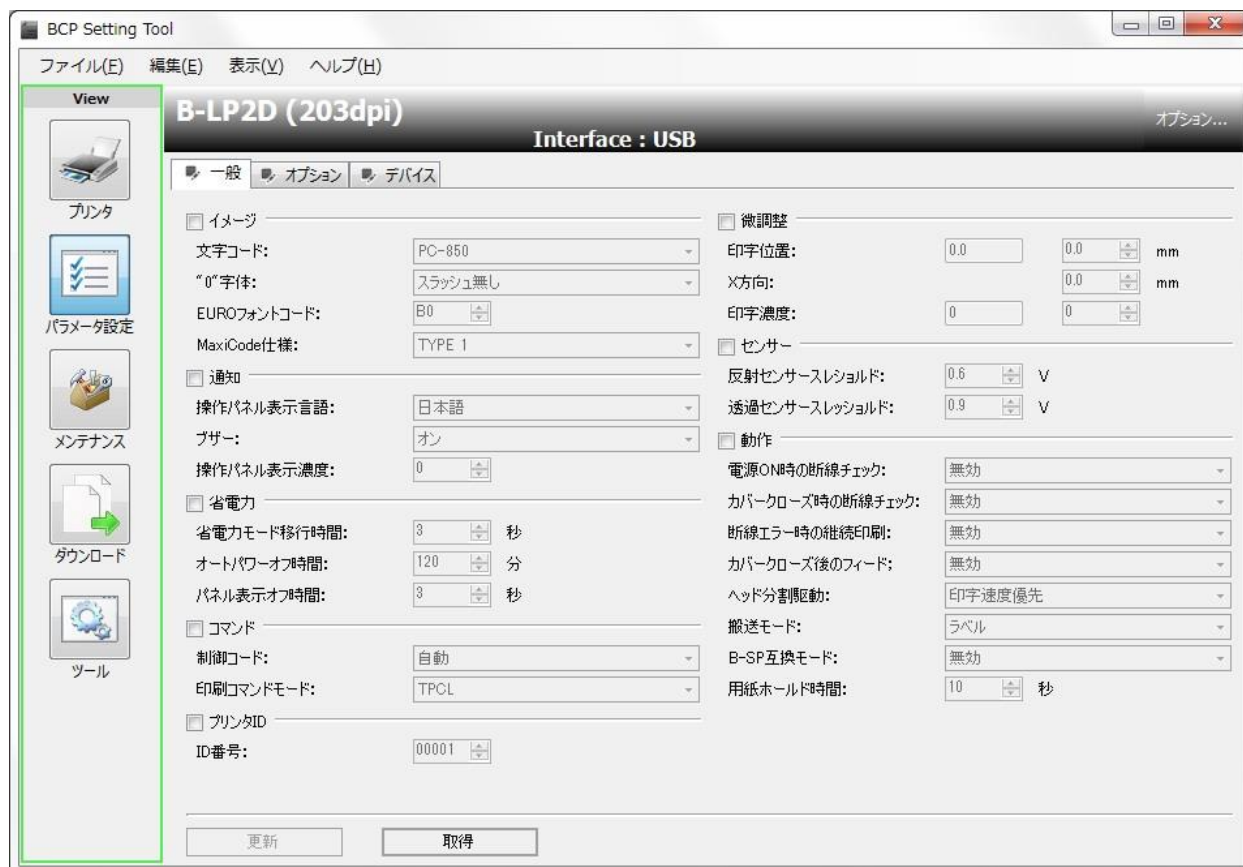 BCP Setting Tool
ファイル(F) 編集(E) 表示(V) ヘルプ(H)
View
プリンタ
パラメータ設定
メンテナンス
ダウンロード
ツール
B-LP2D (203dpi)
Interface : USB
オプション...
一般 オプション デバイス
イメージ
文字コード: PC-850
"0"字体: スラッシュ無し
EUROフォントコード: B0
MaxiCode仕様: TYPE 1
通知
操作パネル表示言語: 日本語
ブザー: オン
操作パネル表示濃度: 0
省電力
省電力モード移行時間: 3 秒
オートパワーオフ時間: 120 分
パネル表示オフ時間: 3 秒
コマンド
制御コード: 自動
印刷コマンドモード: TPCL
プリンタID
ID番号: 00001
微調整
印字位置: 0.0 0.0 mm
X方向: 0.0 mm
印字濃度: 0 0
センサー
反射センサースレショルド: 0.6 V
透過センサースレッショルド: 0.9 V
動作
電源ON時の断線チェック: 無効
カバークローズ時の断線チェック: 無効
断線エラー時の継続印刷: 無効
カバークローズ後のフィード; 無効
ヘッド分割駆動: 印字速度優先
搬送モード: ラベル
B-SP互換モード: 無効
用紙ホールド時間: 10 秒
更新 取得